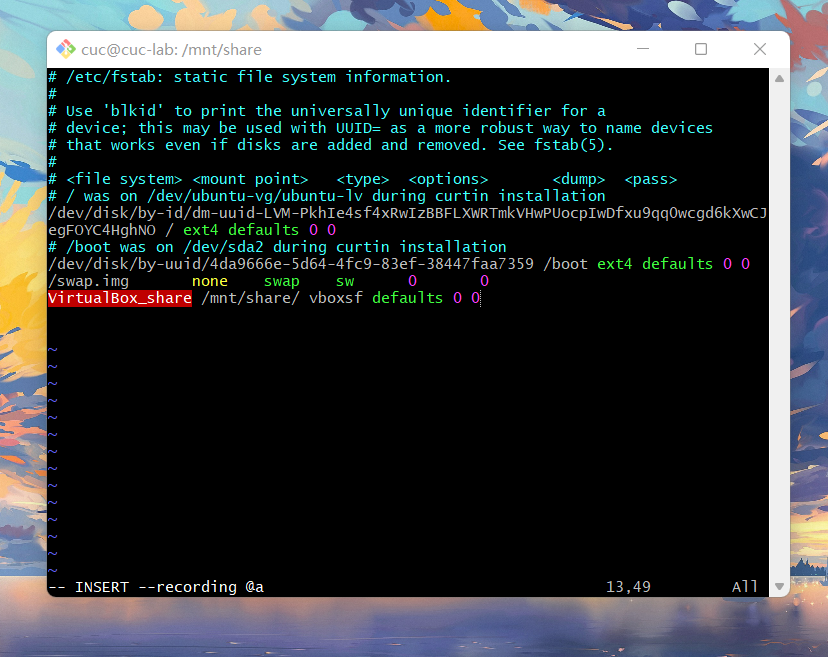 cuc@cuc-lab: /mnt/share
# /etc/fstab: static file system information.
#
# Use 'blkid' to print the universally unique identifier for a
# device; this may be used with UUID= as a more robust way to name devices
# that works even if disks are added and removed. See fstab(5).
#
# <file system> <mount point>   <type>  <options>       <dump>  <pass>
# / was on /dev/ubuntu-vg/ubuntu-lv during curtin installation
/dev/disk/by-id/dm-uuid-LVM-PkhIe4sf4xRwIzBBFLXWRTmkVHwPUocpIwDfxu9qq0wcgd6kXwCJ
egFOYC4HghNO / ext4 defaults 0 0
# /boot was on /dev/sda2 during curtin installation
/dev/disk/by-uuid/4da9666e-5d64-4fc9-83ef-38447faa7359 /boot ext4 defaults 0 0
/swap.img       none    swap    sw      0       0
VirtualBox_share /mnt/share/ vboxsf defaults 0 0
~
~
~
~
~
~
~
~
~
~
~
~
~
~
-- INSERT --recording @a 13,49 All